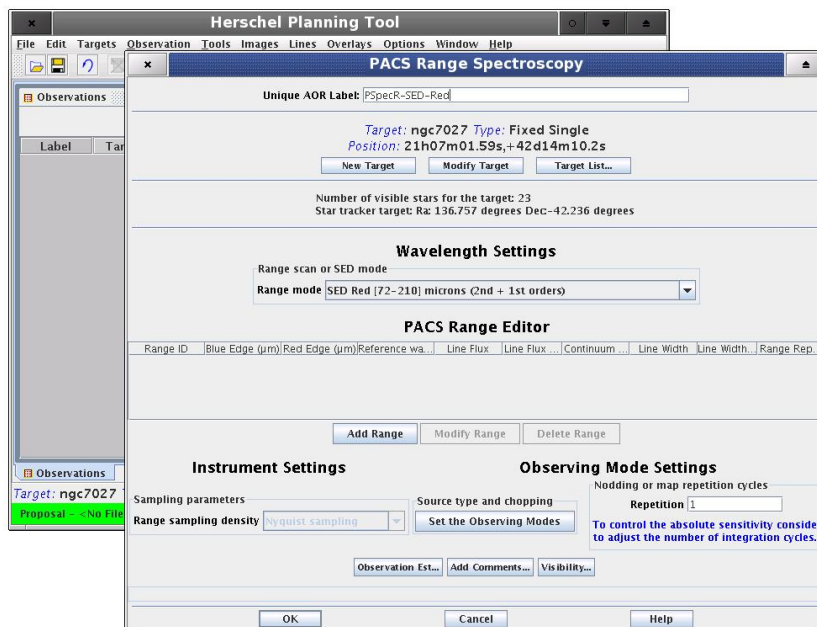 Herschel Planning Tool
File Edit Targets Observation Tools Images Lines Overlays Options Window Help
PACS Range Spectroscopy
Observations
Label Tar
Unique AOR Label: PSpecR-SED-Red
Target: ngc7027 Type: Fixed Single
Position: 21h07m01.59s,+42d14m10.2s
New Target Modify Target Target List...
Number of visible stars for the target: 23
Star tracker target: Ra: 136.757 degrees Dec:-42.236 degrees
Wavelength Settings
Range scan or SED mode
Range mode SED Red [72-210] microns (2nd + 1st orders)
PACS Range Editor
Range ID Blue Edge (µm) Red Edge (µm) Reference wa... Line Flux Line Flux ... Continuum ... Line Width Line Width... Range Rep.
Add Range Modify Range Delete Range
Instrument Settings
Sampling parameters
Range sampling density Nyquist sampling
Source type and chopping
Set the Observing Modes
Observing Mode Settings
Nodding or map repetition cycles
Repetition 1
To control the absolute sensitivity conside
to adjust the number of integration cycles.
Observation Est... Add Comments... Visibility...
OK Cancel Help
Observations
Target: ngc7027
Proposal - <No File